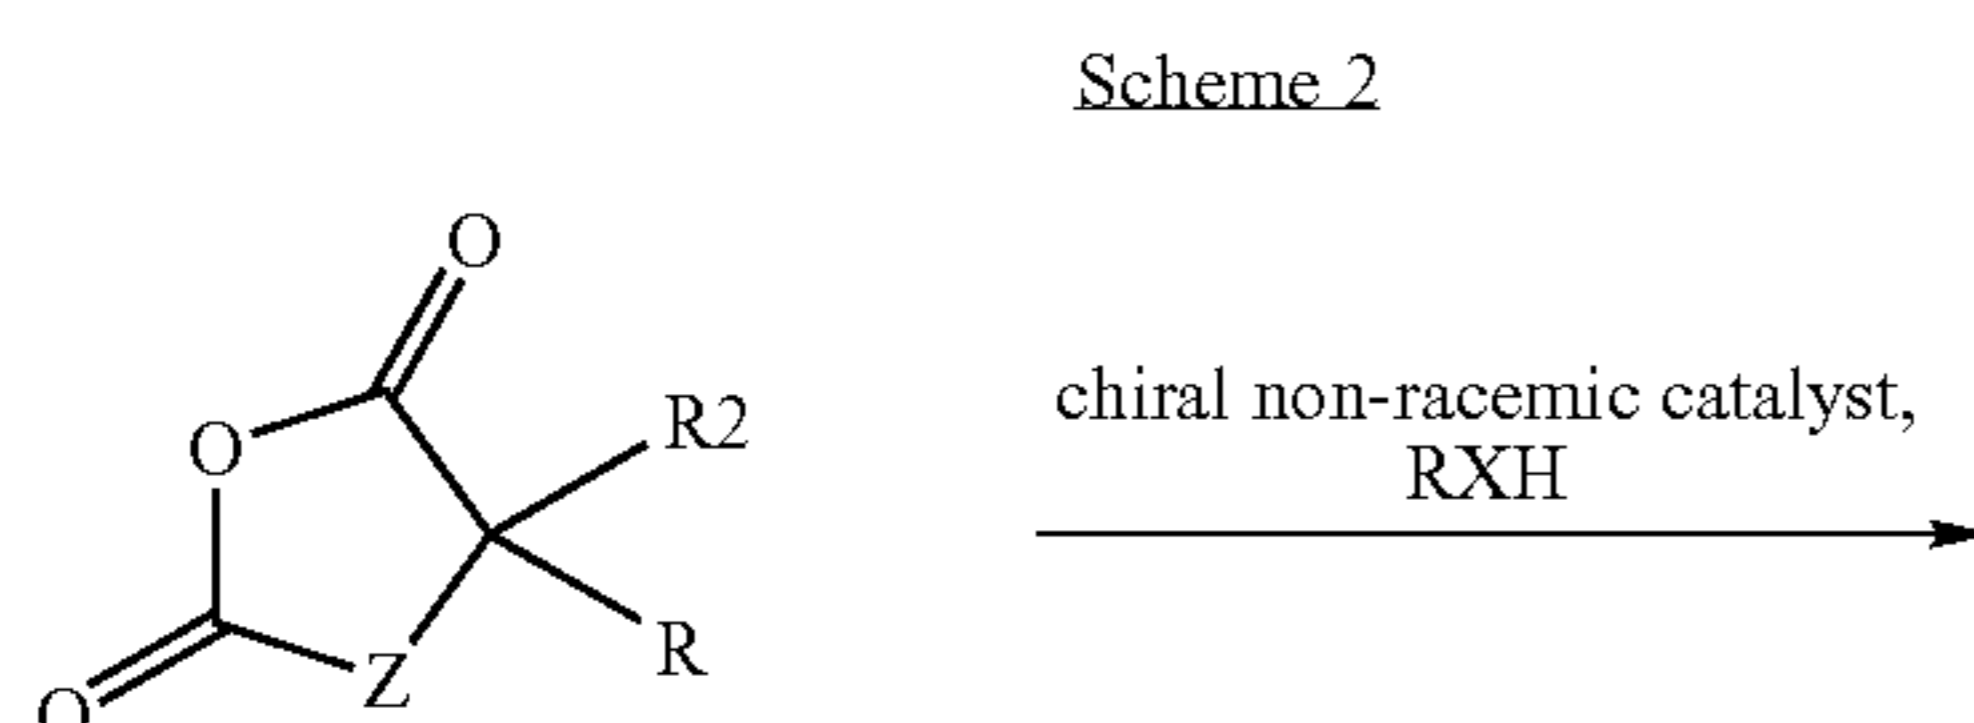 Scheme 2
O
chiral non-racemic catalyst,
R2
O
RXH
R
Z
O